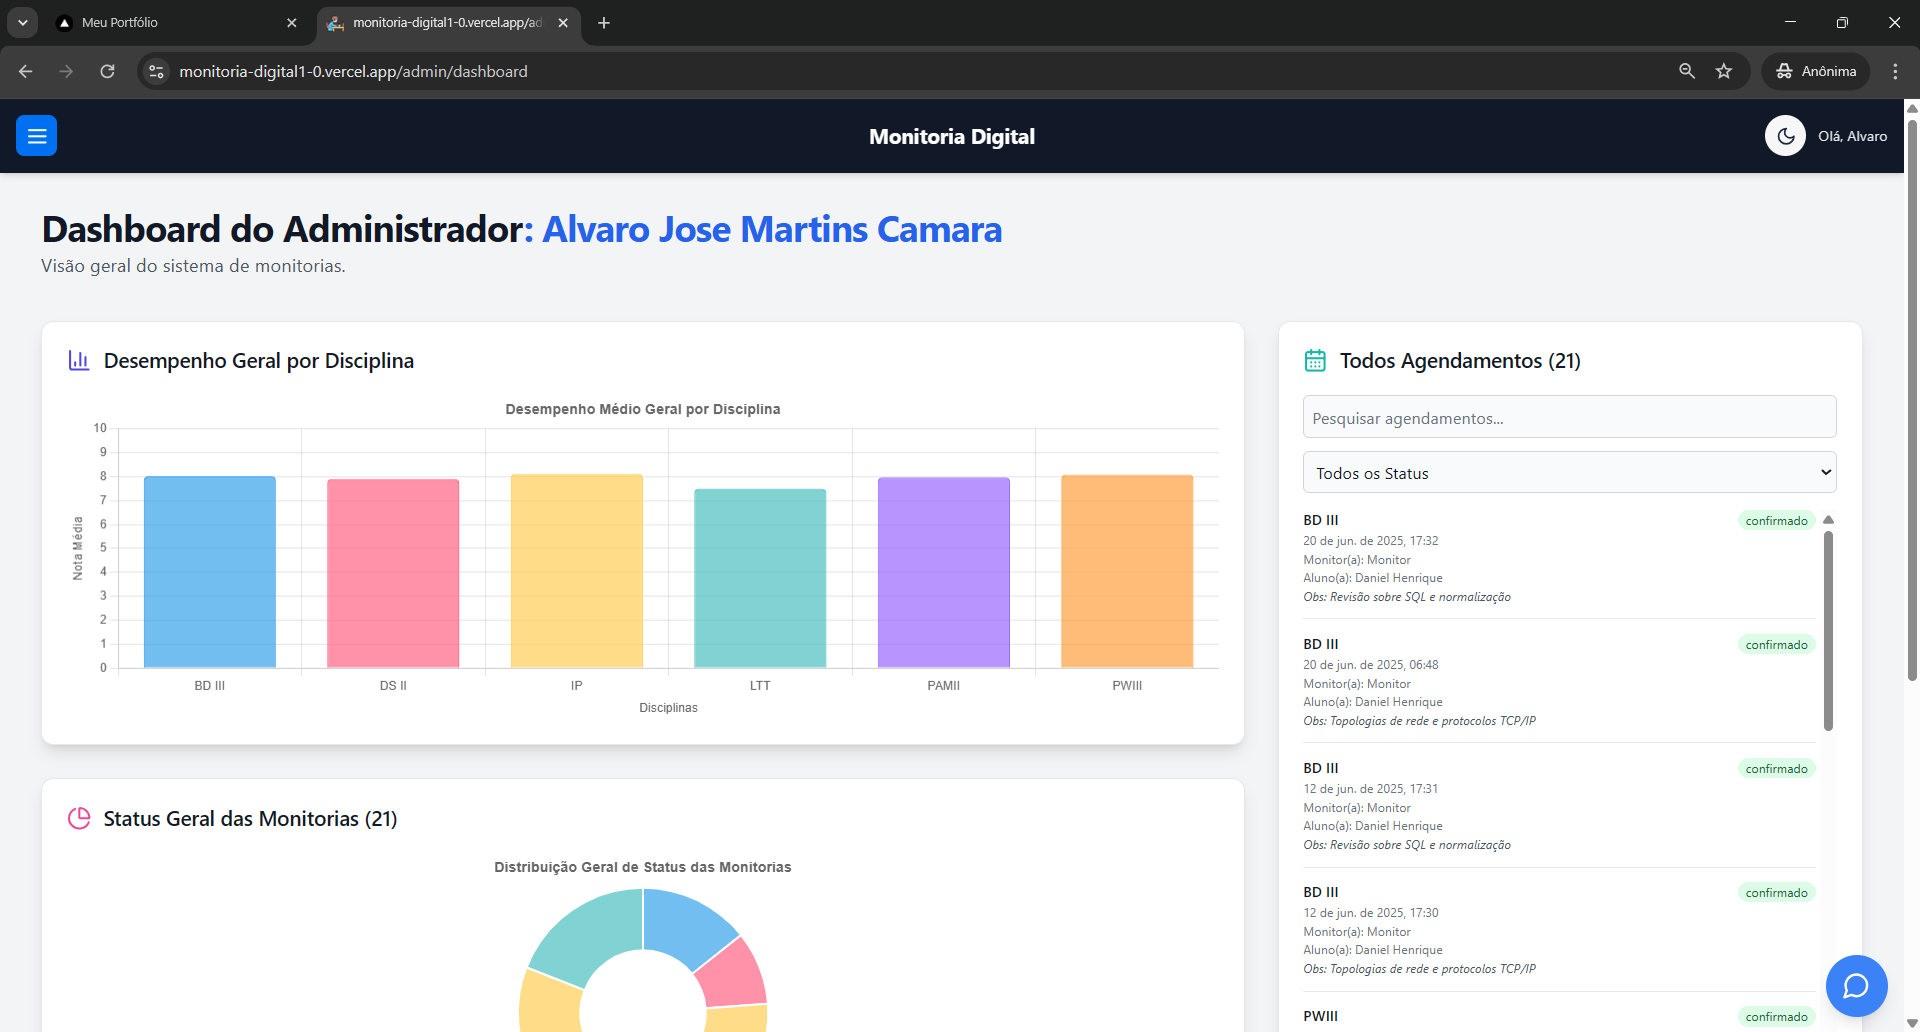 Meu Portfólio
monitoria-digital1-0.vercel.app/ad
monitoria-digital1-0.vercel.app/admin/dashboard
Anônima
Monitoria Digital
Olá, Alvaro
Dashboard do Administrador: Alvaro Jose Martins Camara
Visão geral do sistema de monitorias.
Desempenho Geral por Disciplina
Desempenho Médio Geral por Disciplina
Nota Média
10
9
8
7
6
5
4
3
2
1
0
BD III
DS II
IP
LTT
PAMII
PWIII
Disciplinas
Status Geral das Monitorias (21)
Distribuição Geral de Status das Monitorias
Todos Agendamentos (21)
Pesquisar agendamentos...
Todos os Status
BD III
confirmado
20 de jun. de 2025, 17:32
Monitor(a): Monitor
Aluno(a): Daniel Henrique
Obs: Revisão sobre SQL e normalização
BD III
confirmado
20 de jun. de 2025, 06:48
Monitor(a): Monitor
Aluno(a): Daniel Henrique
Obs: Topologias de rede e protocolos TCP/IP
BD III
confirmado
12 de jun. de 2025, 17:31
Monitor(a): Monitor
Aluno(a): Daniel Henrique
Obs: Revisão sobre SQL e normalização
BD III
confirmado
12 de jun. de 2025, 17:30
Monitor(a): Monitor
Aluno(a): Daniel Henrique
Obs: Topologias de rede e protocolos TCP/IP
PWIII
confirmado